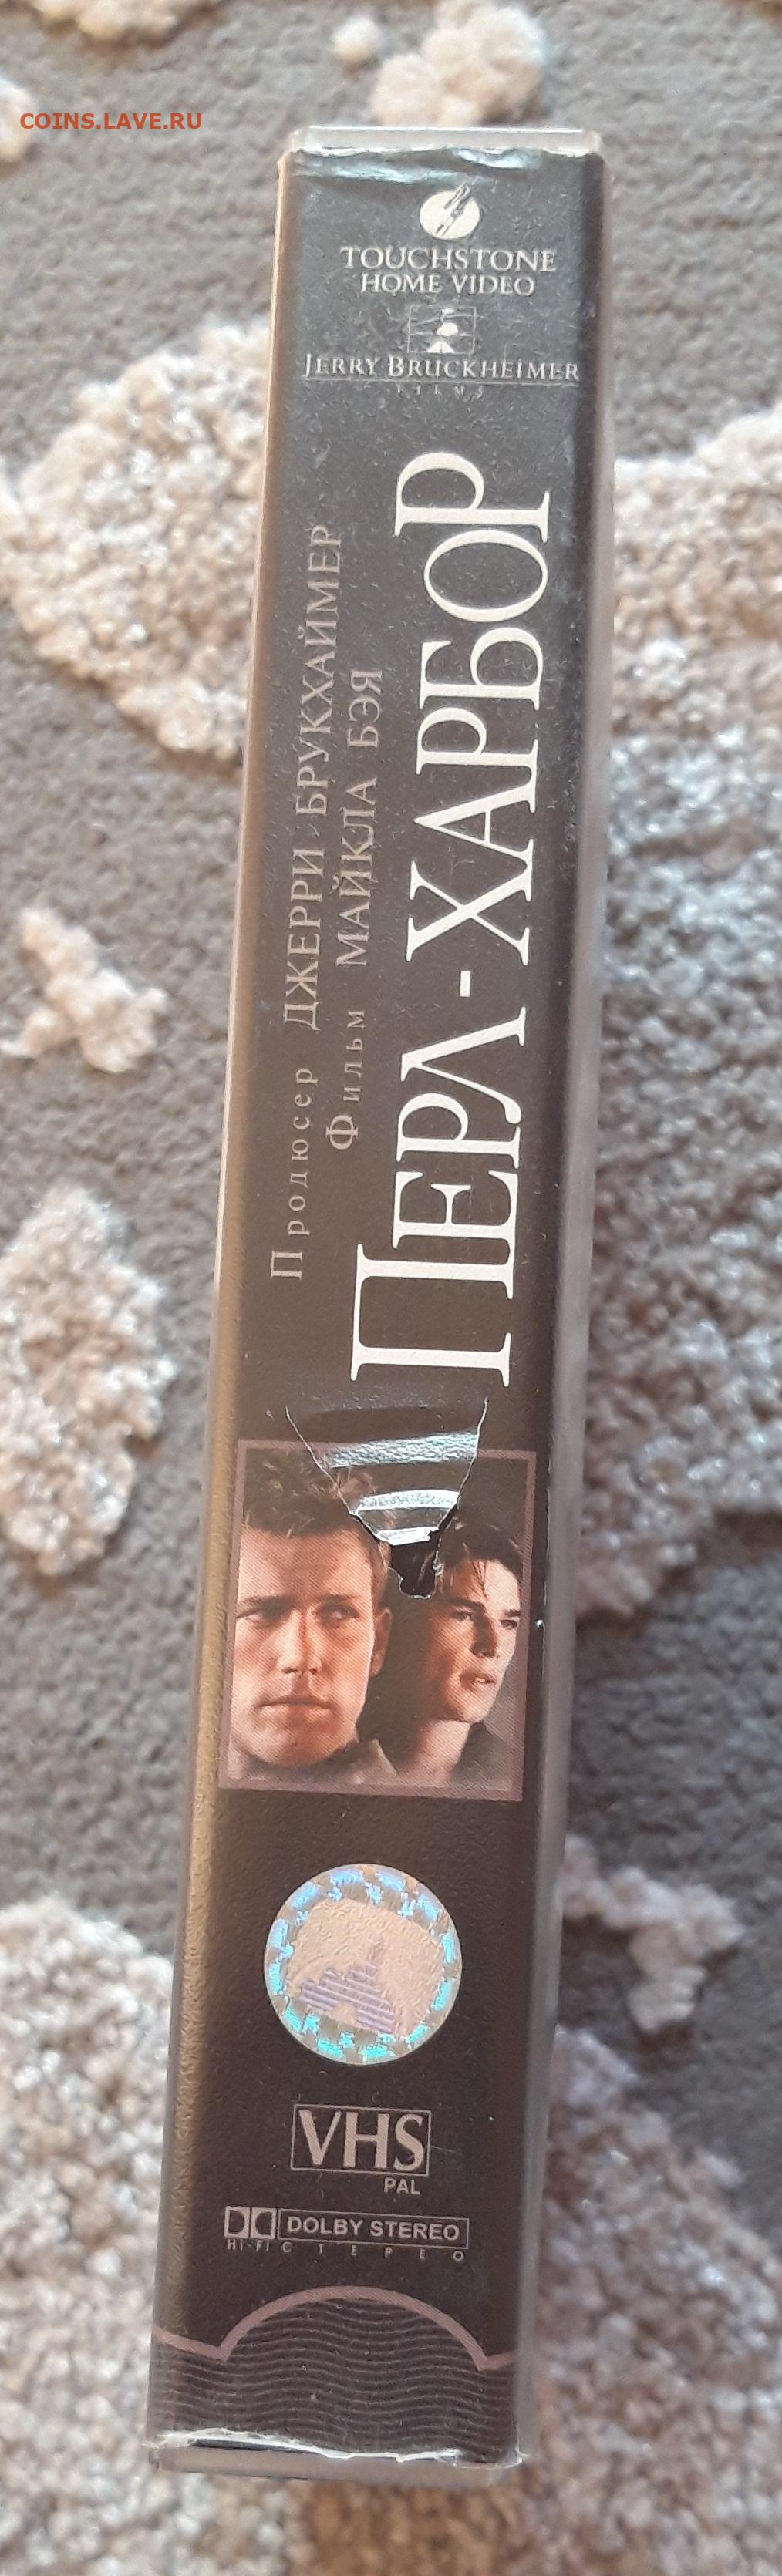 COINS.LAVE.RU
TOUCHSTONE
HOME VIDEO
JERRY BRUCKHEIMER
FILMS
Продюсер ДЖЕРРИ БРУКХАЙМЕР
Фильм МАЙКЛА БЭЯ
ПЕРЛ-ХАРБОР
VHS
PAL
DOLBY STEREO
HI-FI СТЕРЕО